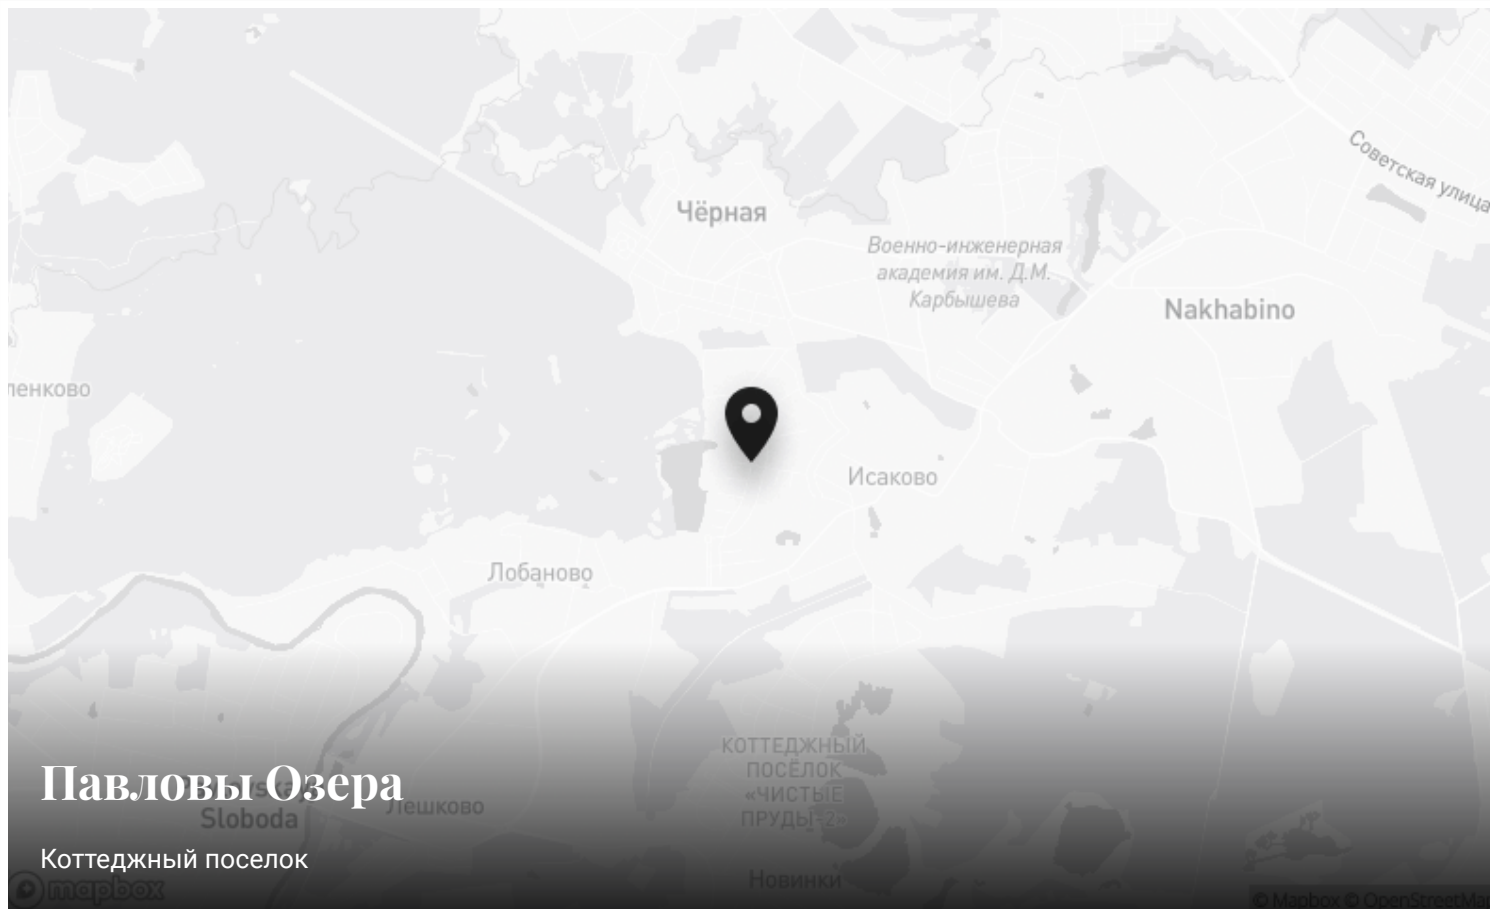 Советская улица
Чёрная
Военно-инженерная
академия им. Д.М.
Карбышева
Nakhabino
ленково
Исаково
Лобаново
КОТТЕДЖНЫЙ
ПОСЁЛОК
«ЧИСТЫЕ
ПРУДЫ-2»
Павловы Озера
Sloboda
Лешково
Коттеджный поселок
Новинки
mapbox
© Mapbox © OpenStreetMap